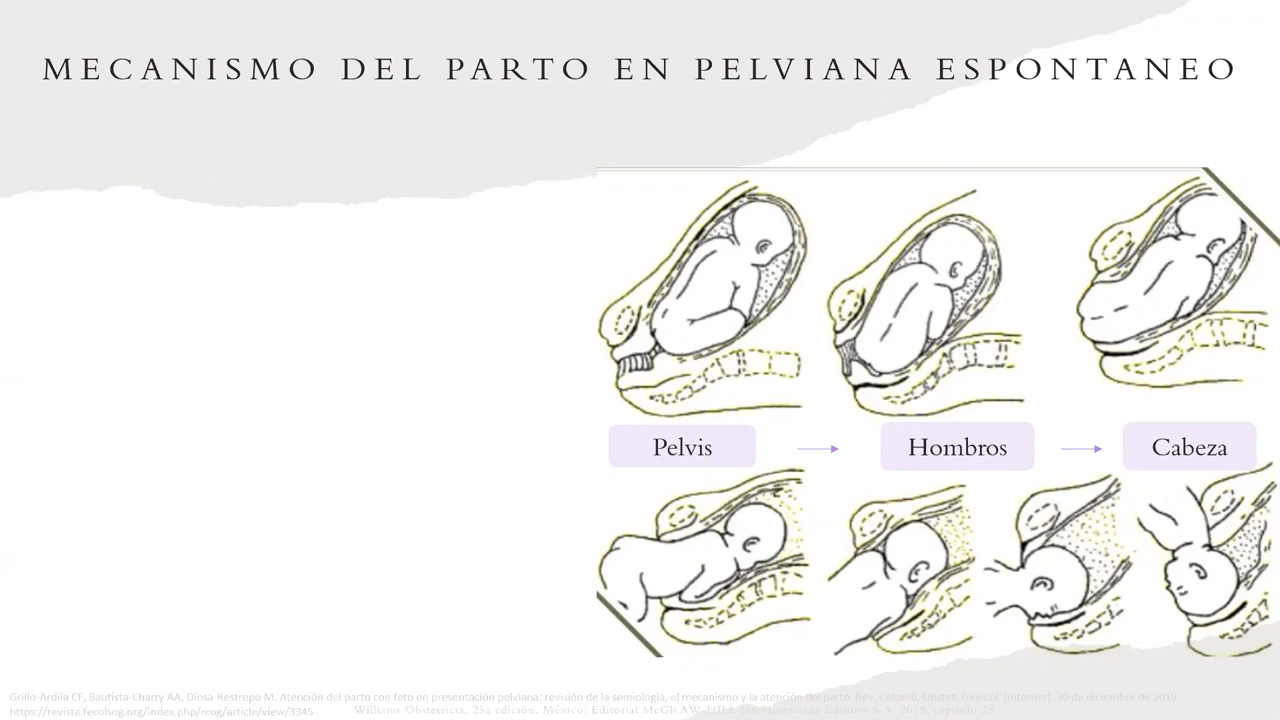 MECANISMO DEL PARTO EN PELVIANA ESPONTANEO
Pelvis
Hombros
Cabeza
Grillo-Ardila CF, Bautista-Charry AA, Diosa-Restrepo M. Atención del parto con feto en presentación pelviana: revisión de la semiología, el mecanismo y la atención del parto. Rev. Colomb. Obstet. Ginecol. [Internet]. 30 de diciembre de 2019
https://revista.fecolsog.org/index.php/rcog/article/view/3345
Williams Obstetricia, 25a edición. México: Editorial McGRAW-HILL Interamericana Editores,S.A. 2018, capítulo 28.